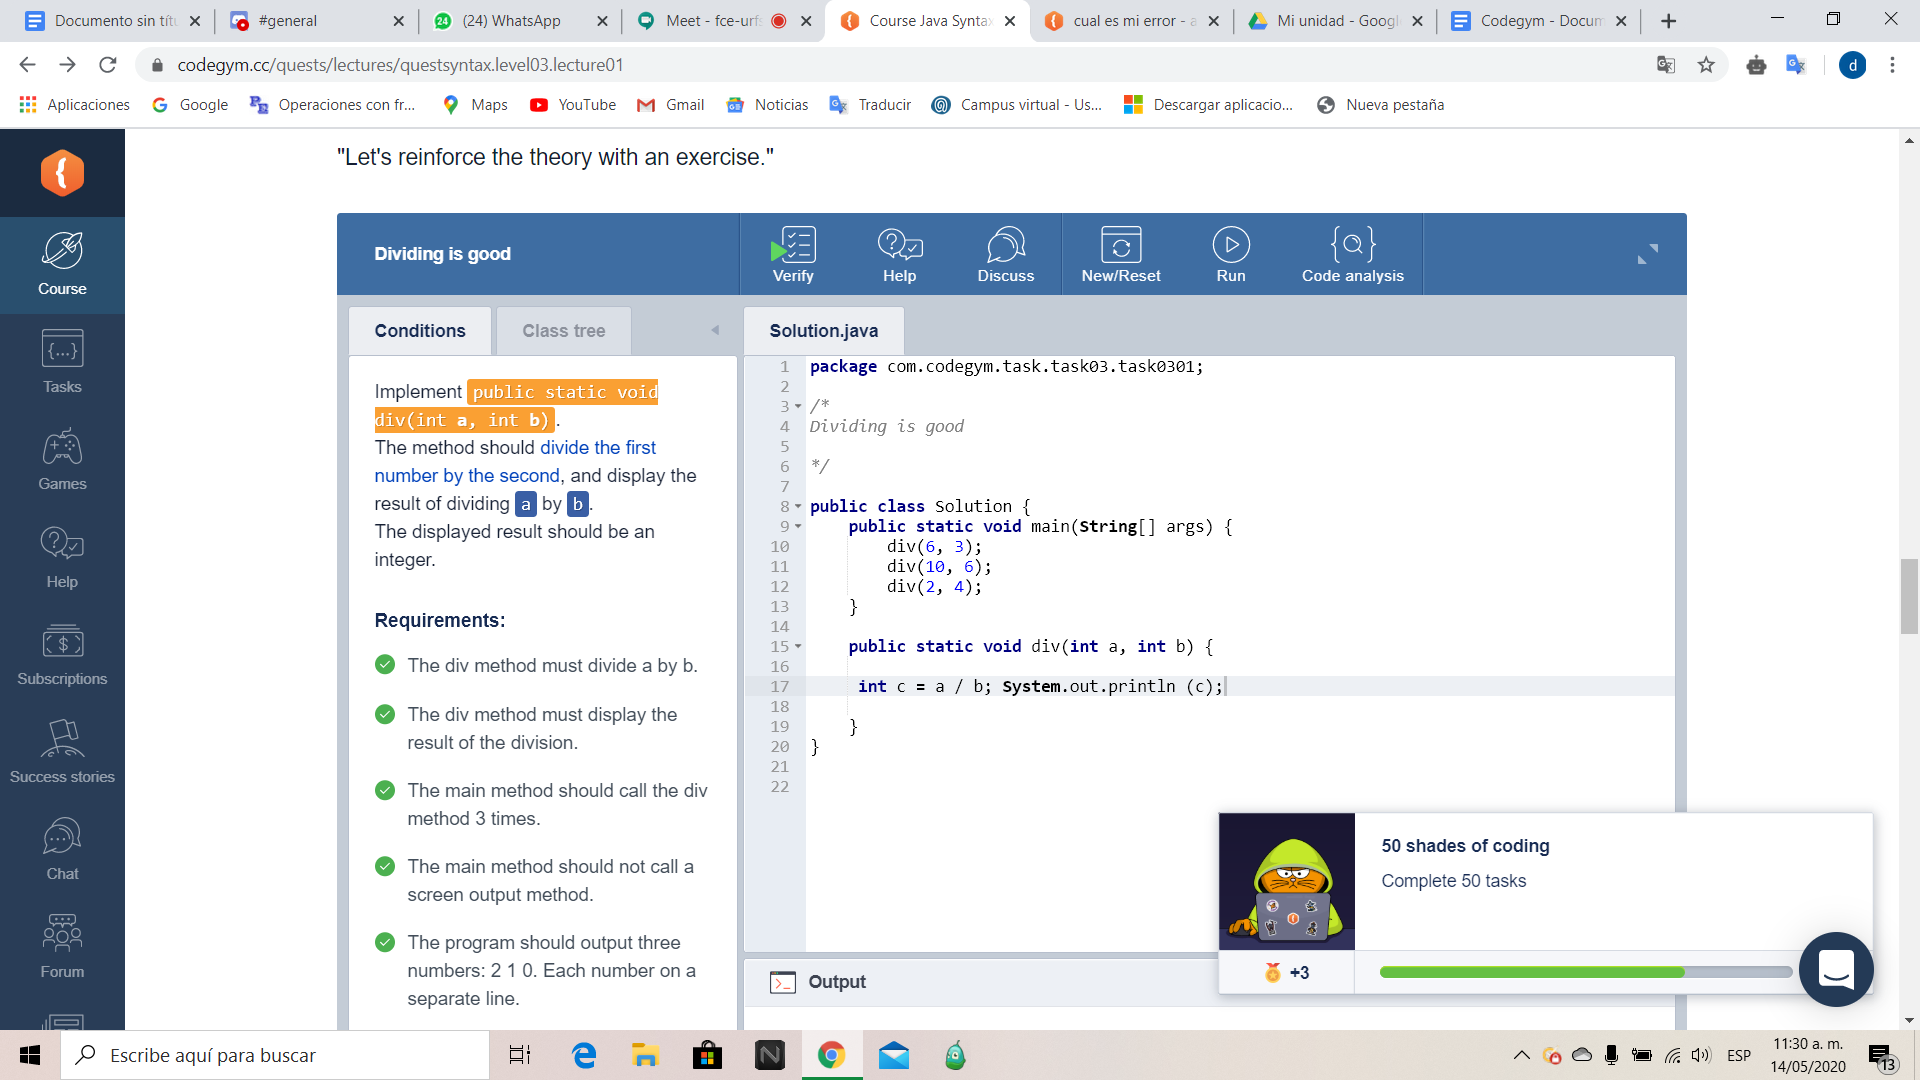 Documento sin títu
#general
(24) WhatsApp
Meet - fce-urfs
Course Java Syntax
cual es mi error - a
Mi unidad - Googl
Codegym - Docum
codegym.cc/quests/lectures/questsyntax.level03.lecture01
d
Aplicaciones
Google
Operaciones con fr...
Maps
YouTube
Gmail
Noticias
Traducir
Campus virtual - Us...
Descargar aplicacio...
Nueva pestaña
"Let's reinforce the theory with an exercise."
Dividing is good
Verify
Help
Discuss
New/Reset
Run
Code analysis
Course
Tasks
Games
Help
Subscriptions
Success stories
Chat
Forum
Conditions
Class tree
Implement public static void
div(int a, int b).
The method should divide the first
number by the second, and display the
result of dividing a by b.
The displayed result should be an
integer.
Requirements:
The div method must divide a by b.
The div method must display the
result of the division.
The main method should call the div
method 3 times.
The main method should not call a
screen output method.
The program should output three
numbers: 2 1 0. Each number on a
separate line.
Solution.java
1 package com.codegym.task.task03.task0301;
2
3 /*
4 Dividing is good
5
6 */
7
8 public class Solution {
9 public static void main(String[] args) {
10 div(6, 3);
11 div(10, 6);
12 div(2, 4);
13 }
14
15 public static void div(int a, int b) {
16
17 int c = a / b; System.out.println (c);
18
19 }
20 }
21
22
50 shades of coding
Complete 50 tasks
+3
Output
Escribe aquí para buscar
ESP
11:30 a. m.
14/05/2020
13